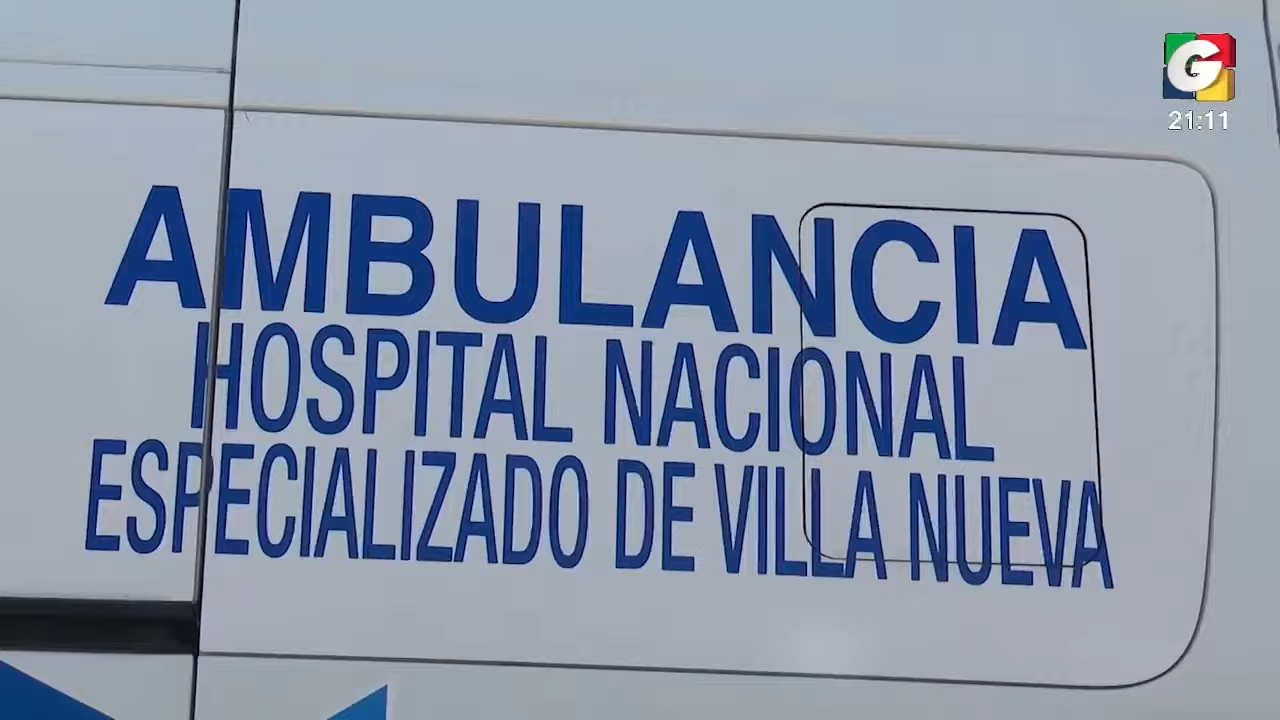 G
21:11
AMBULANCIA
HOSPITAL NACIONAL
ESPECIALIZADO DE VILLA NUEVA